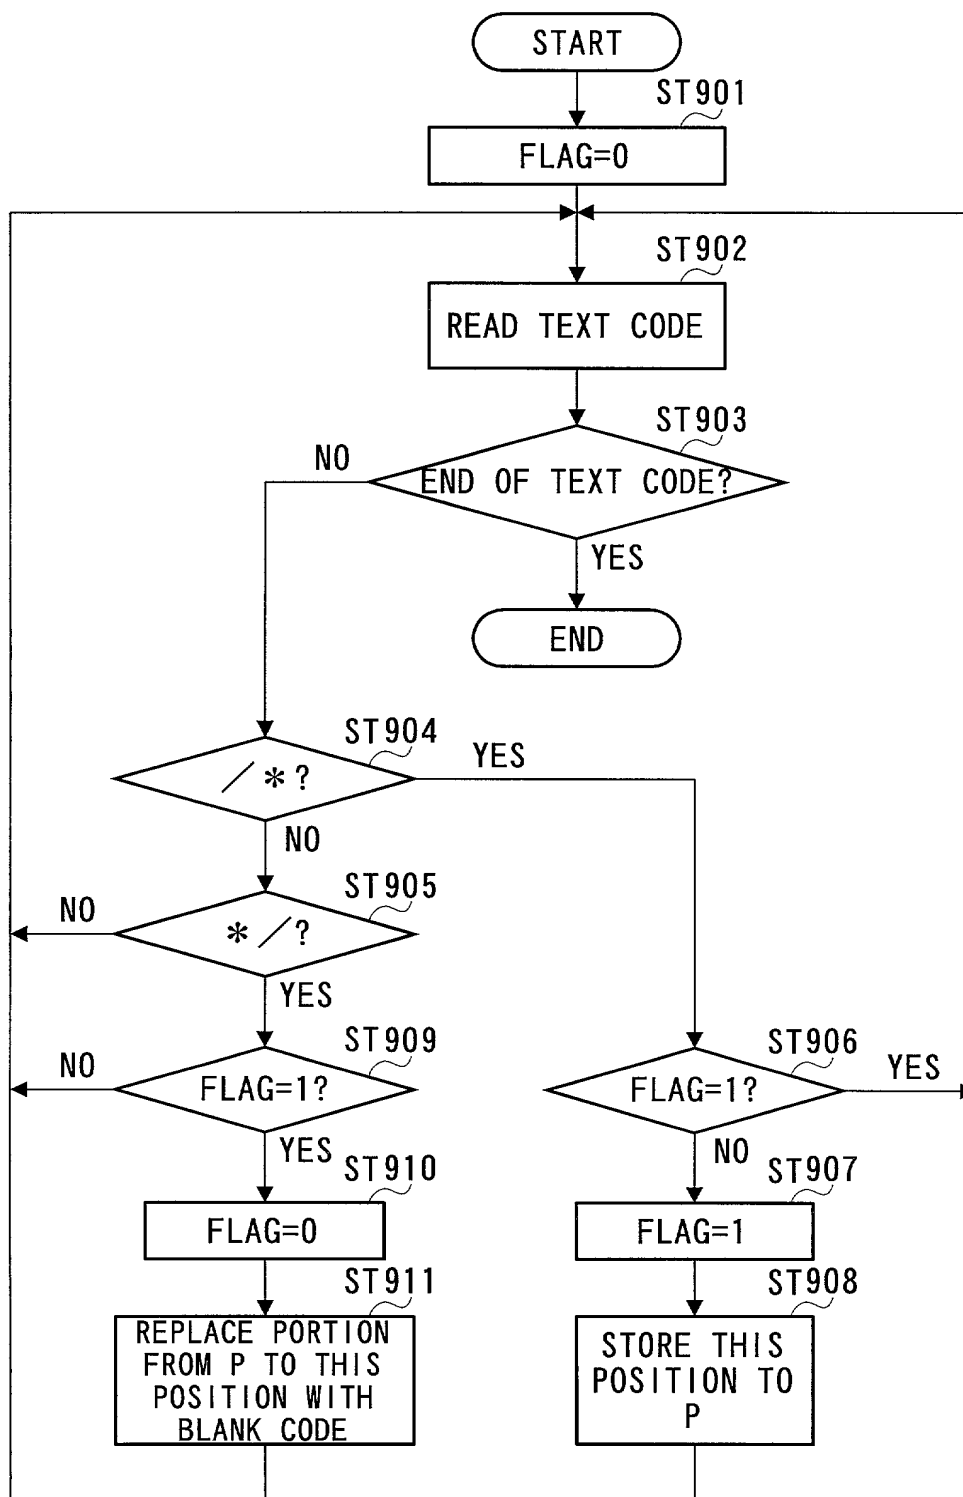 START
ST901
FLAG=0
ST902
READ TEXT CODE
ST903
NO
END OF TEXT CODE?
YES
END
ST904
YES
/*?
NO
ST905
NO
*/?
YES
ST909
ST906
NO
FLAG=1?
FLAG=1?
YES
YES
NO
ST910
ST907
FLAG=0
FLAG=1
ST911
ST908
REPLACE PORTION
FROM P TO THIS
POSITION WITH
BLANK CODE
STORE THIS
POSITION TO
P